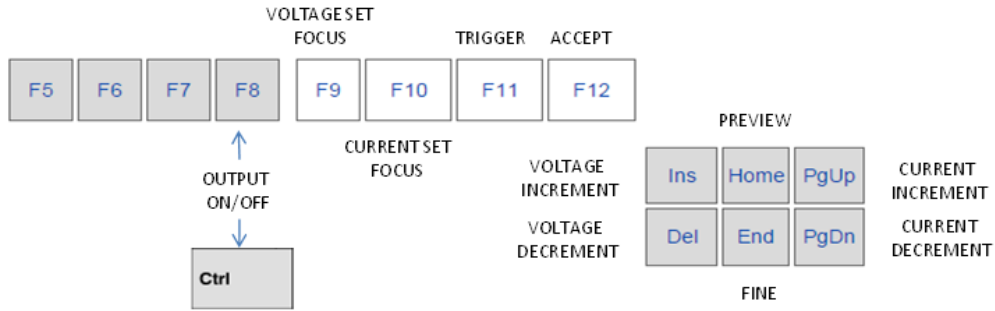 VOLTAGE SET
FOCUS
TRIGGER
ACCEPT
F5
F6
F7
F8
F9
F10
F11
F12
CURRENT SET
FOCUS
OUTPUT
ON/OFF
Ctrl
PREVIEW
VOLTAGE
INCREMENT
Ins
Home
PgUp
CURRENT
INCREMENT
VOLTAGE
DECREMENT
Del
End
PgDn
CURRENT
DECREMENT
FINE